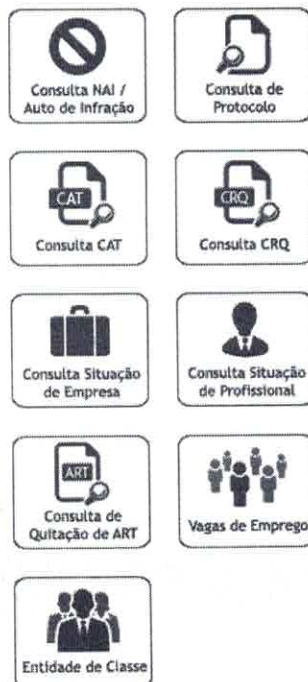 Consulta NAI /
Auto de Infração
Consulta de
Protocolo
CAT
Consulta CAT
CRQ
Consulta CRQ
Consulta Situação
de Empresa
Consulta Situação
de Profissional
ART
Consulta de
Quitação de ART
Vagas de Emprego
Entidade de Classe